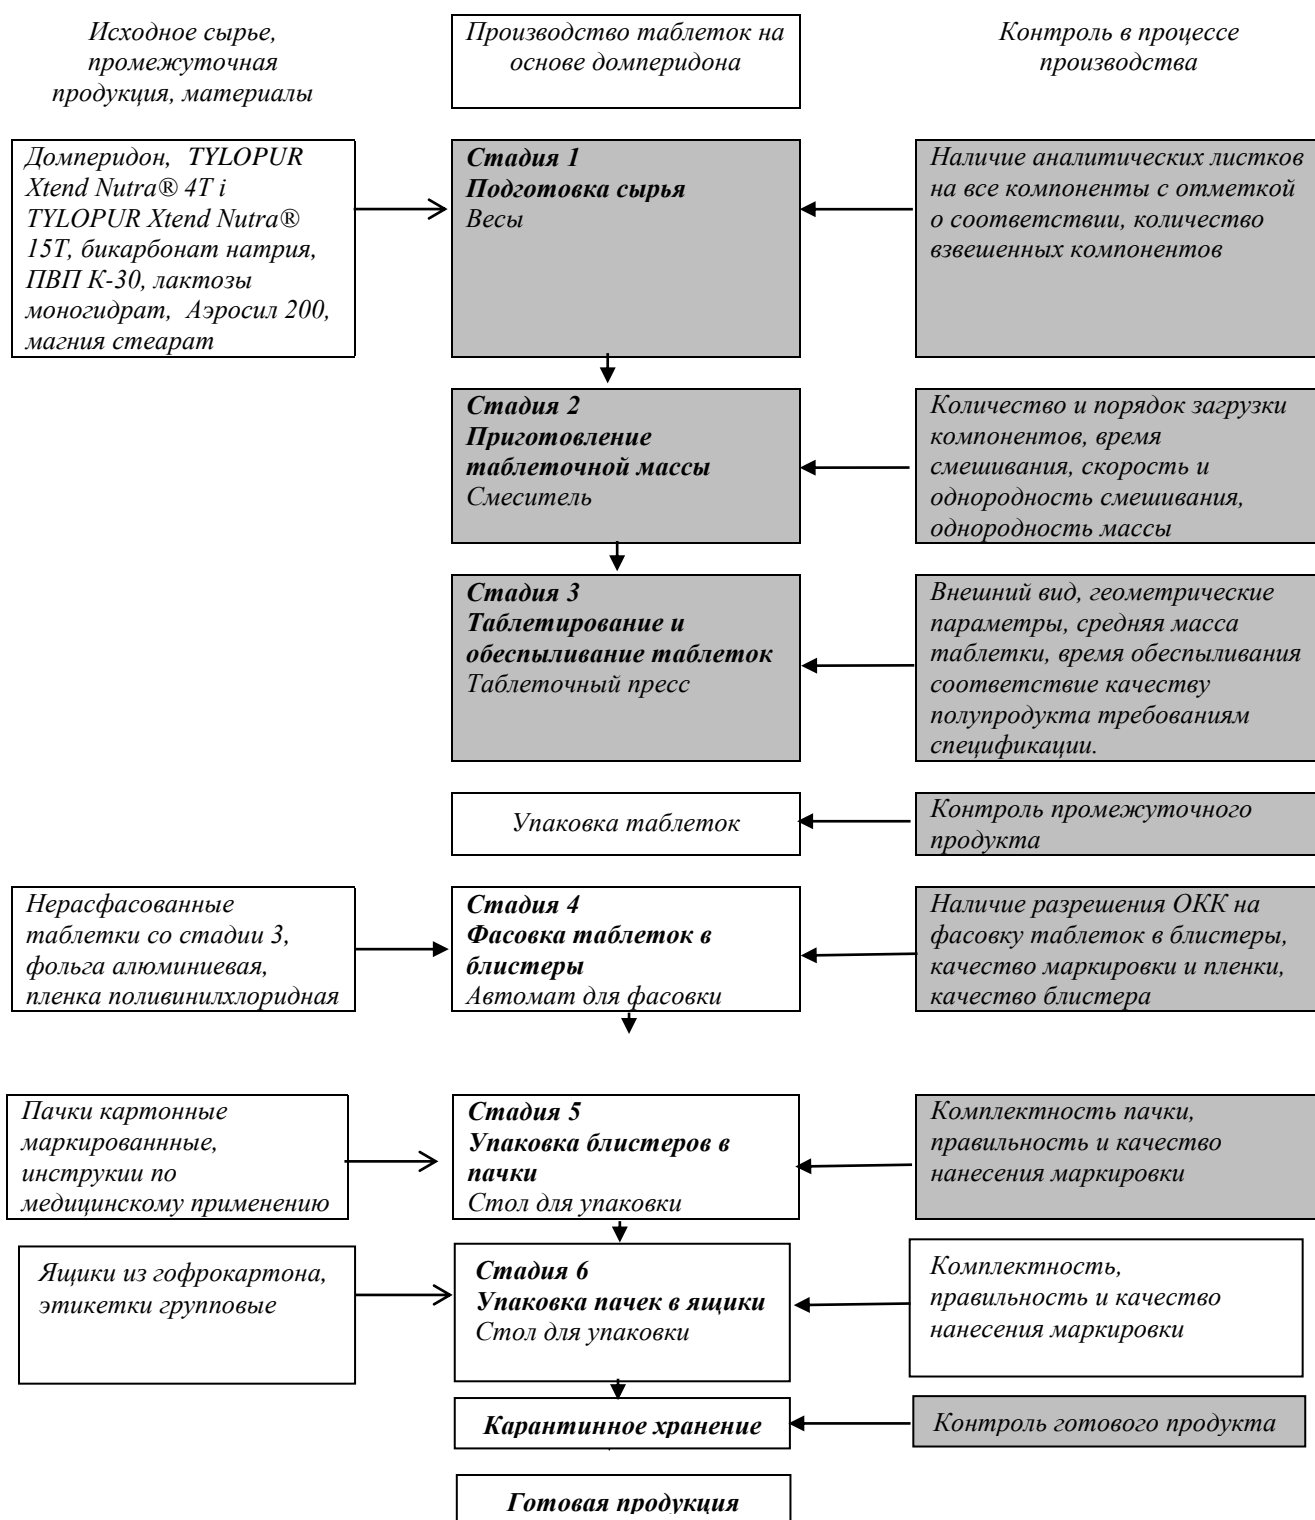 Исходное сырье,
промежуточная
продукция, материалы
Производство таблеток на
основе домперидона
Контроль в процессе
производства
Домперидон, TYLOPUR
Xtend Nutra® 4T i
TYLOPUR Xtend Nutra®
15T, бикарбонат натрия,
ПВП К-30, лактозы
моногидрат, Аэросил 200,
магния стеарат
Стадия 1
Подготовка сырья
Весы
Наличие аналитических листков
на все компоненты с отметкой
о соответствии, количество
взвешенных компонентов
Стадия 2
Приготовление
таблеточной массы
Смеситель
Количество и порядок загрузки
компонентов, время
смешивания, скорость и
однородность смешивания,
однородность массы
Стадия 3
Таблетирование и
обеспыливание таблеток
Таблеточный пресс
Внешний вид, геометрические
параметры, средняя масса
таблетки, время обеспыливания
соответствие качеству
полупродукта требованиям
спецификации.
Упаковка таблеток
Контроль промежуточного
продукта
Нерасфасованные
таблетки со стадии 3,
фольга алюминиевая,
пленка поливинилхлоридная
Стадия 4
Фасовка таблеток в
блистеры
Автомат для фасовки
Наличие разрешения ОКК на
фасовку таблеток в блистеры,
качество маркировки и пленки,
качество блистера
Пачки картонные
маркированнные,
инструкии по
медицинскому применению
Стадия 5
Упаковка блистеров в
пачки
Стол для упаковки
Комплектность пачки,
правильность и качество
нанесения маркировки
Ящики из гофрокартона,
этикетки групповые
Стадия 6
Упаковка пачек в ящики
Стол для упаковки
Комплектность,
правильность и качество
нанесения маркировки
Карантинное хранение
Контроль готового продукта
Готовая продукция